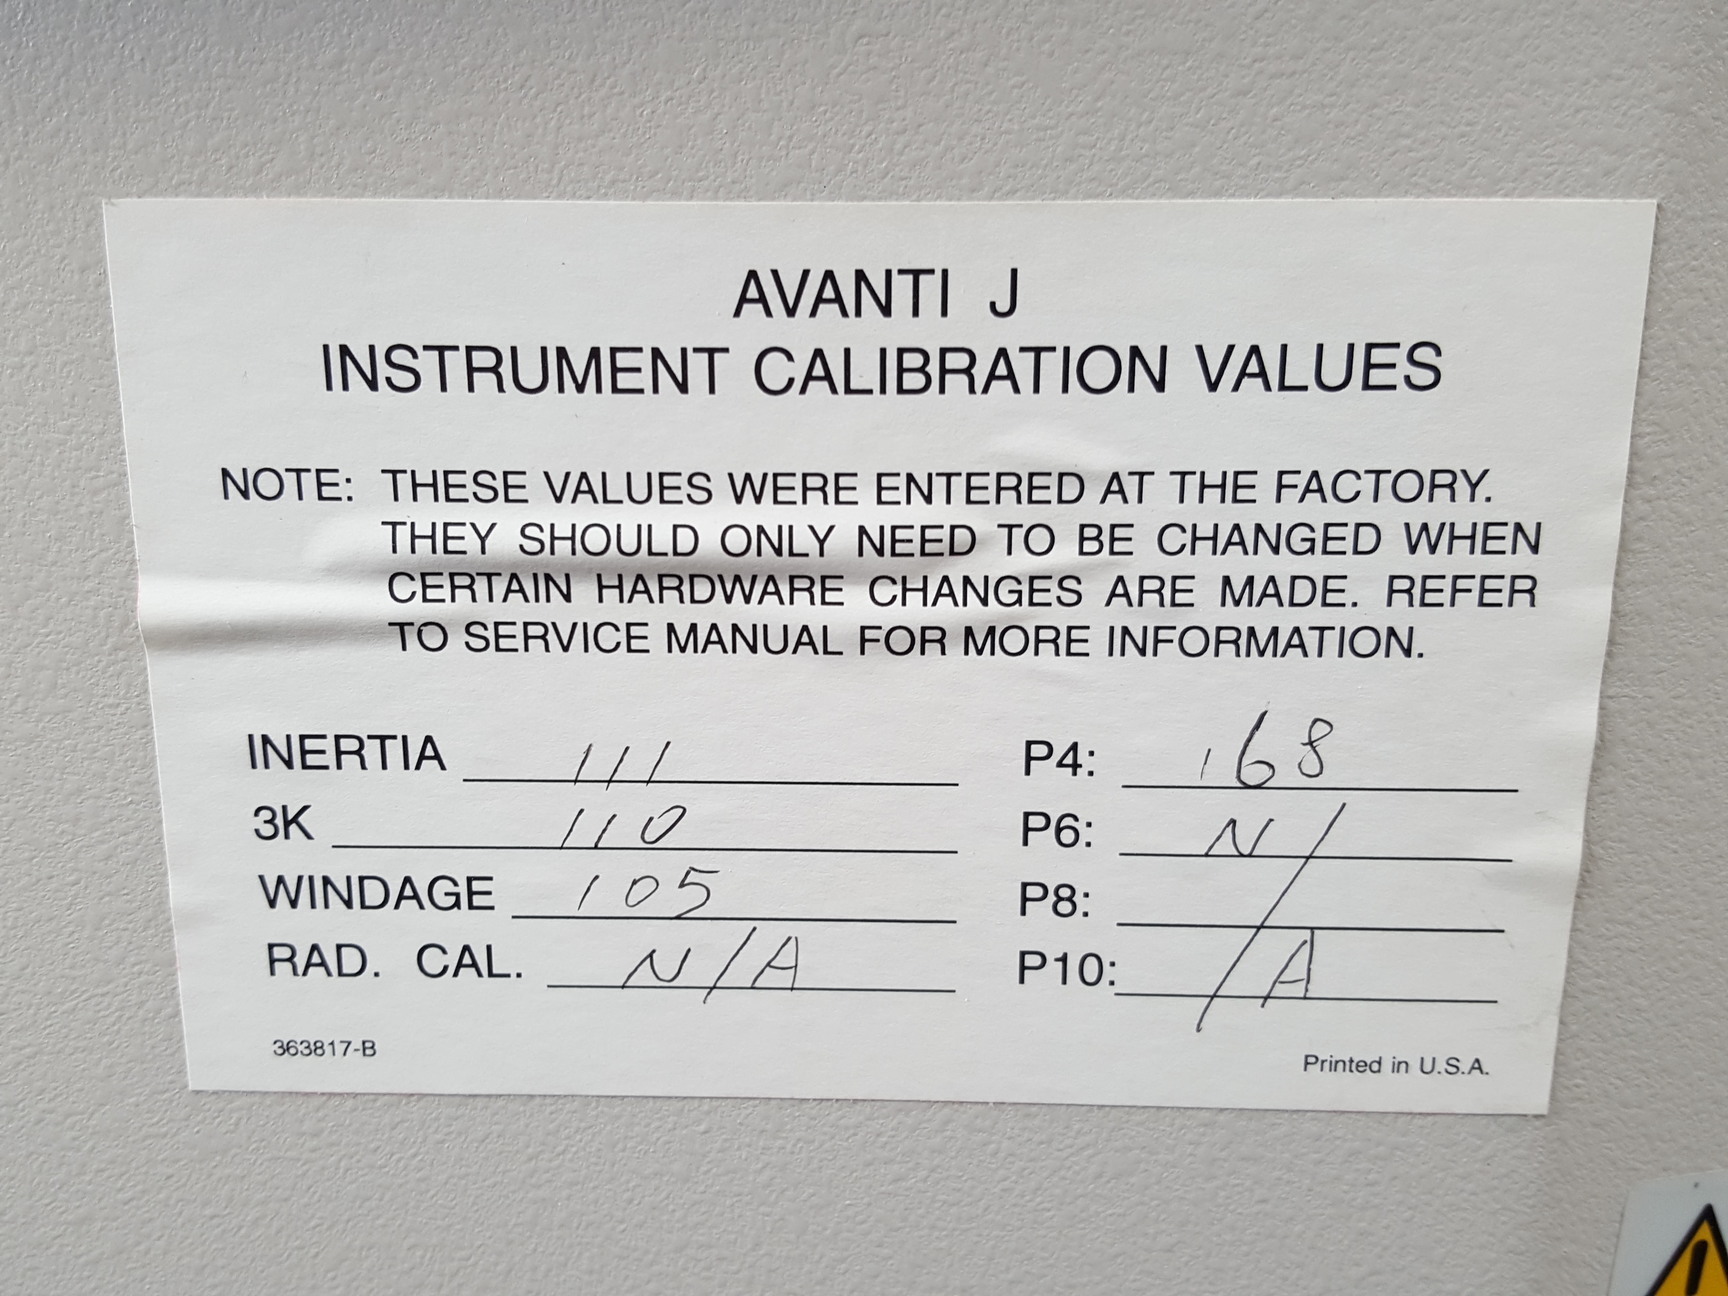 AVANTI J
INSTRUMENT CALIBRATION VALUES
NOTE: THESE VALUES WERE ENTERED AT THE FACTORY.
THEY SHOULD ONLY NEED TO BE CHANGED WHEN
CERTAIN HARDWARE CHANGES ARE MADE. REFER
TO SERVICE MANUAL FOR MORE INFORMATION.
INERTIA 111
3K 110
WINDAGE 105
RAD. CAL. N/A
P4: 168
P6: N/
P8:
P10: A
363817-B
Printed in U.S.A.